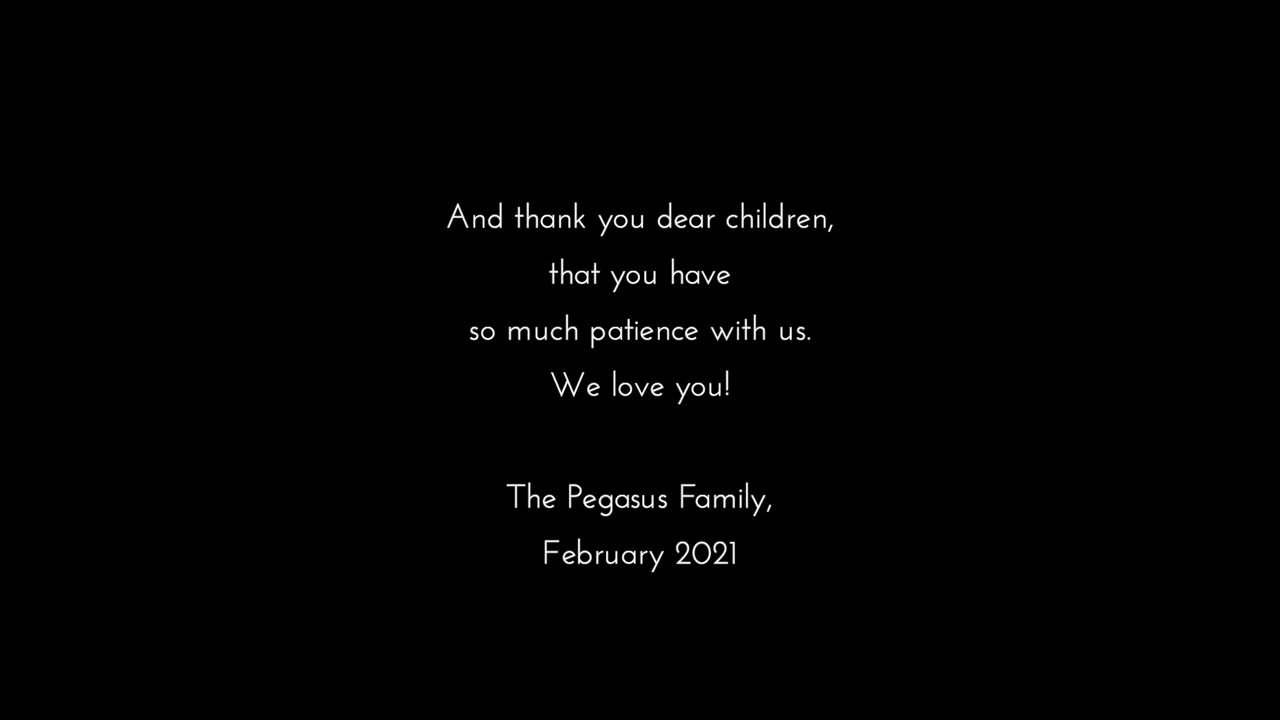 And thank you dear children,
that you have
so much patience with us.
We love you!
The Pegasus Family,
February 2021